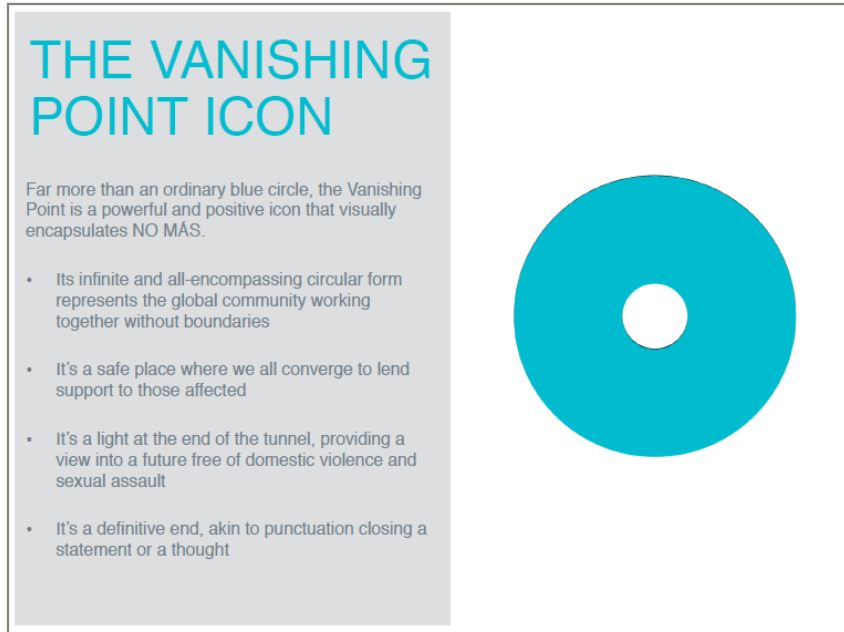 THE VANISHING
POINT ICON
Far more than an ordinary blue circle, the Vanishing
Point is a powerful and positive icon that visually
encapsulates NO MÁS.
• Its infinite and all-encompassing circular form
represents the global community working
together without boundaries
• It’s a safe place where we all converge to lend
support to those affected
• It’s a light at the end of the tunnel, providing a
view into a future free of domestic violence and
sexual assault
• It’s a definitive end, akin to punctuation closing a
statement or a thought